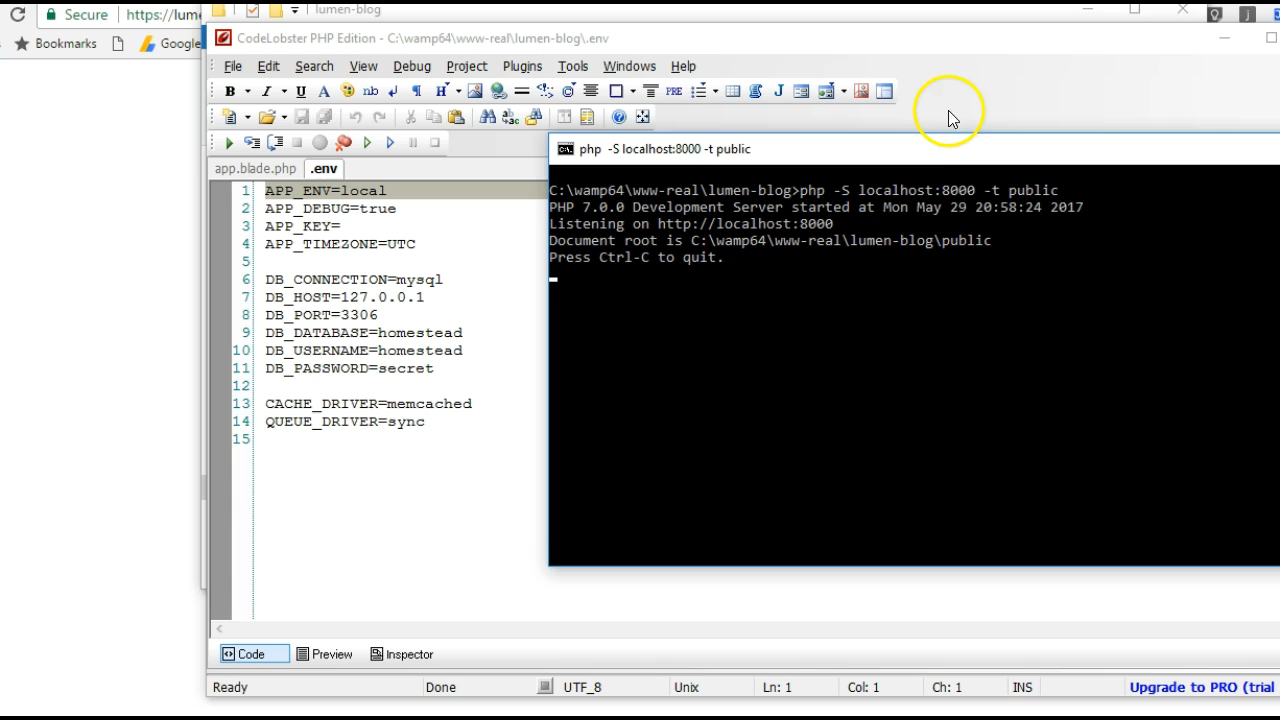 Secure
https://lume
lumen-blog
Bookmarks
Google
CodeLobster PHP Edition - C:\wamp64\www-real\lumen-blog\.env
File Edit Search View Debug Project Plugins Tools Windows Help
B I U A nb H PRE J
app.blade.php .env
1 APP_ENV=local
2 APP_DEBUG=true
3 APP_KEY=
4 APP_TIMEZONE=UTC
5
6 DB_CONNECTION=mysql
7 DB_HOST=127.0.0.1
8 DB_PORT=3306
9 DB_DATABASE=homestead
10 DB_USERNAME=homestead
11 DB_PASSWORD=secret
12
13 CACHE_DRIVER=memcached
14 QUEUE_DRIVER=sync
15
php -S localhost:8000 -t public
C:\wamp64\www-real\lumen-blog>php -S localhost:8000 -t public
PHP 7.0.0 Development Server started at Mon May 29 20:58:24 2017
Listening on http://localhost:8000
Document root is C:\wamp64\www-real\lumen-blog\public
Press Ctrl-C to quit.
Code Preview Inspector
Ready Done UTF_8 Unix Ln: 1 Col: 1 Ch: 1 INS Upgrade to PRO (trial